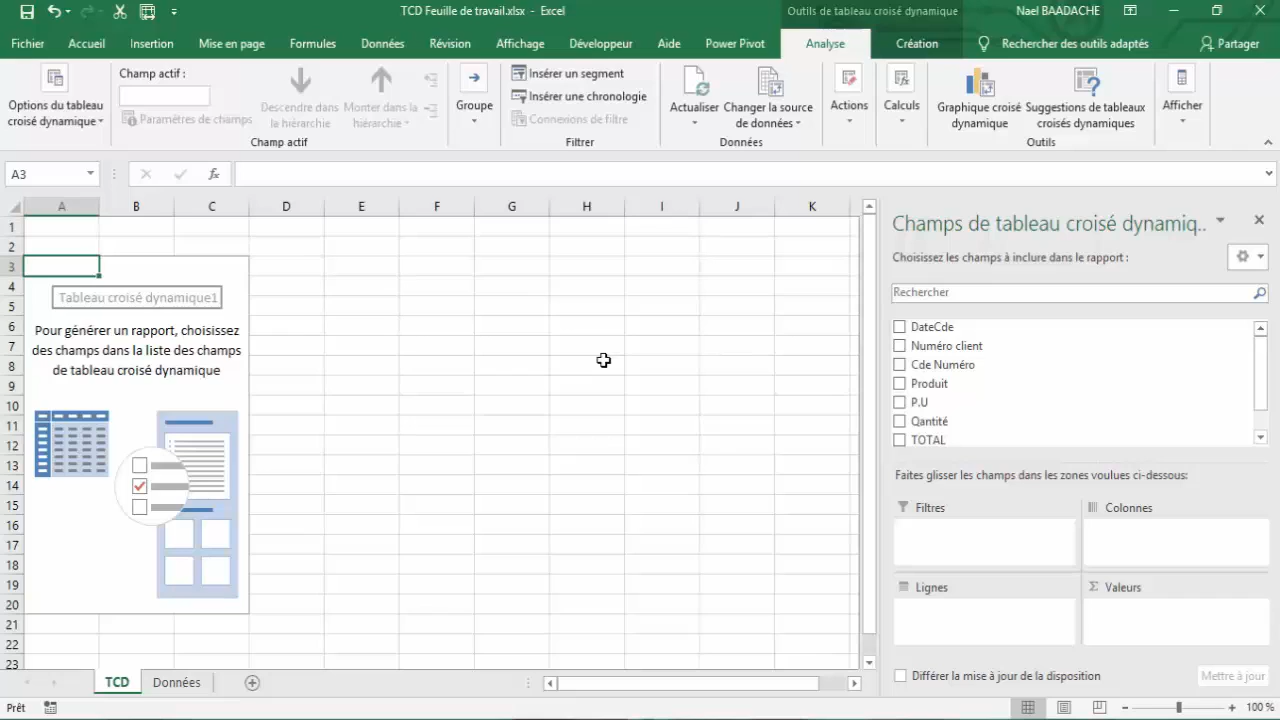 TCD Feuille de travail.xlsx - Excel
Outils de tableau croisé dynamique
Nael BAADACHE
Fichier Accueil Insertion Mise en page Formules Données Révision Affichage Développeur Aide Power Pivot Analyse Création Rechercher des outils adaptés Partager
Options du tableau
croisé dynamique
Champ actif :
Paramètres de champs
Descendre dans
la hiérarchie
Monter dans la
hiérarchie
Champ actif
Groupe
Insérer un segment
Insérer une chronologie
Connexions de filtre
Filtrer
Actualiser
Changer la source
de données
Données
Actions
Calculs
Graphique croisé
dynamique
Suggestions de tableaux
croisés dynamiques
Outils
Afficher
A3
fx
A B C D E F G H I J K
1
2
3
4
5
6
7
8
9
10
11
12
13
14
15
16
17
18
19
20
21
22
23
Tableau croisé dynamique1
Pour générer un rapport, choisissez
des champs dans la liste des champs
de tableau croisé dynamique
Champs de tableau croisé dynamiq..
Choisissez les champs à inclure dans le rapport :
Rechercher
DateCde
Numéro client
Cde Numéro
Produit
P.U
Qantité
TOTAL
Faites glisser les champs dans les zones voulues ci-dessous:
Filtres
Colonnes
Lignes
Σ Valeurs
Différer la mise à jour de la disposition
Mettre à jour
TCD Données
Prêt
100 %